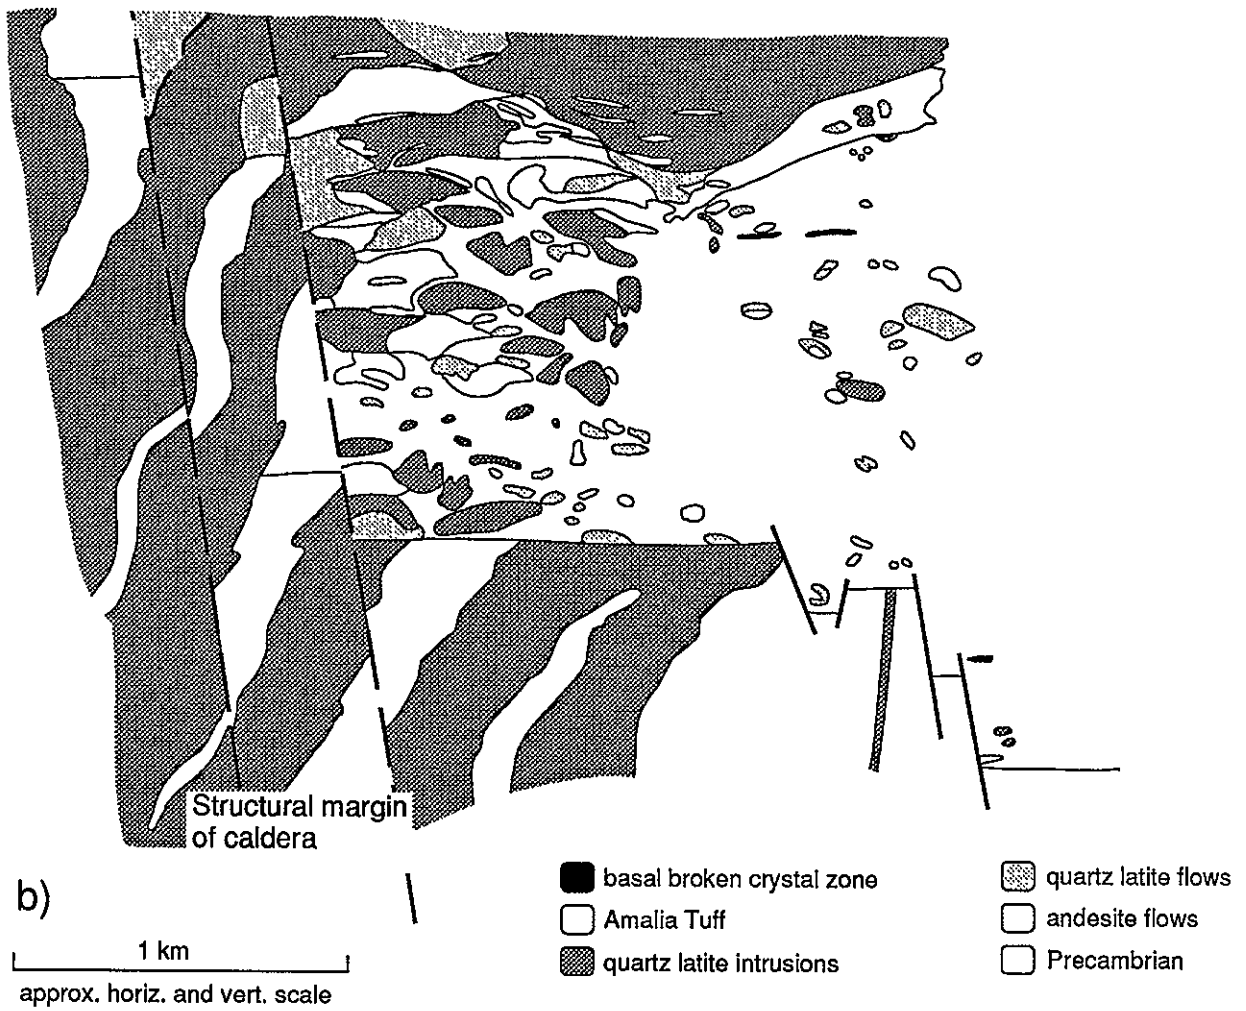 Structural margin
of caldera
b)
1 km
approx. horiz. and vert. scale
basal broken crystal zone
Amalia Tuff
quartz latite intrusions
quartz latite flows
andesite flows
Precambrian